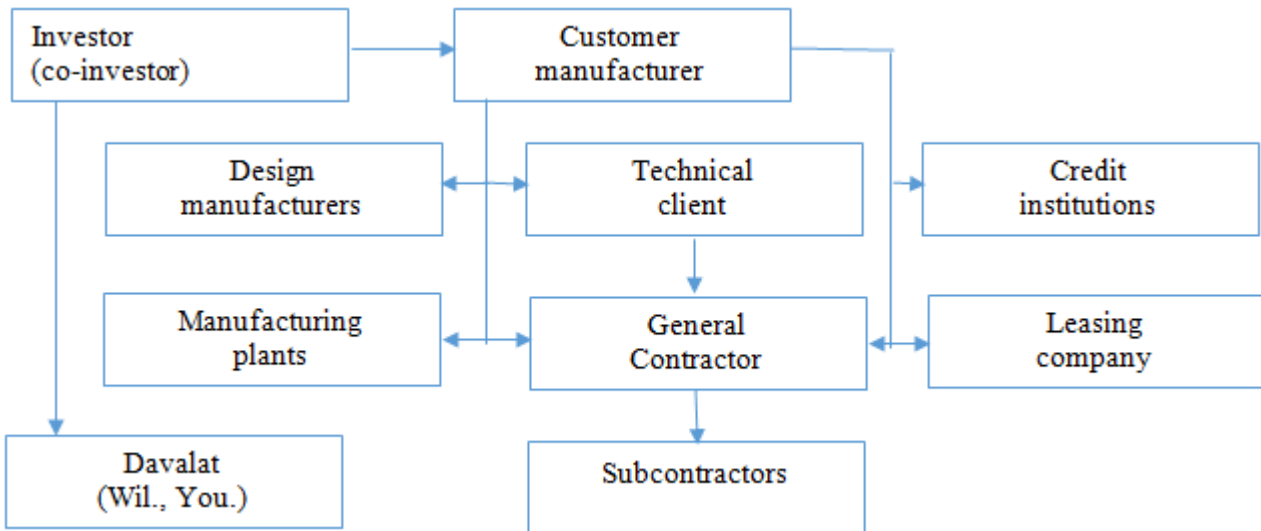 Investor
(co-investor)
Customer
manufacturer
Design
manufacturers
Technical
client
Credit
institutions
Manufacturing
plants
General
Contractor
Leasing
company
Davalat
(Wil., You.)
Subcontractors